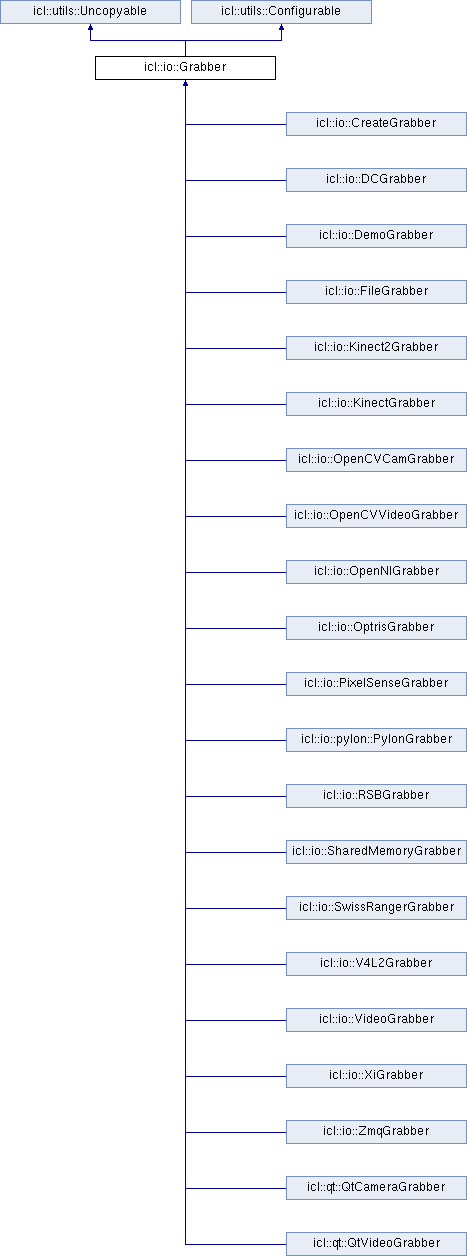 icl::utils::Uncopyable
icl::utils::Configurable
icl::io::Grabber
icl::io::CreateGrabber
icl::io::DCGrabber
icl::io::DemoGrabber
icl::io::FileGrabber
icl::io::Kinect2Grabber
icl::io::KinectGrabber
icl::io::OpenCVCamGrabber
icl::io::OpenCVVideoGrabber
icl::io::OpenNIGrabber
icl::io::OptrisGrabber
icl::io::PixelSenseGrabber
icl::io::pylon::PylonGrabber
icl::io::RSBGrabber
icl::io::SharedMemoryGrabber
icl::io::SwissRangerGrabber
icl::io::V4L2Grabber
icl::io::VideoGrabber
icl::io::XiGrabber
icl::io::ZmqGrabber
icl::qt::QtCameraGrabber
icl::qt::QtVideoGrabber